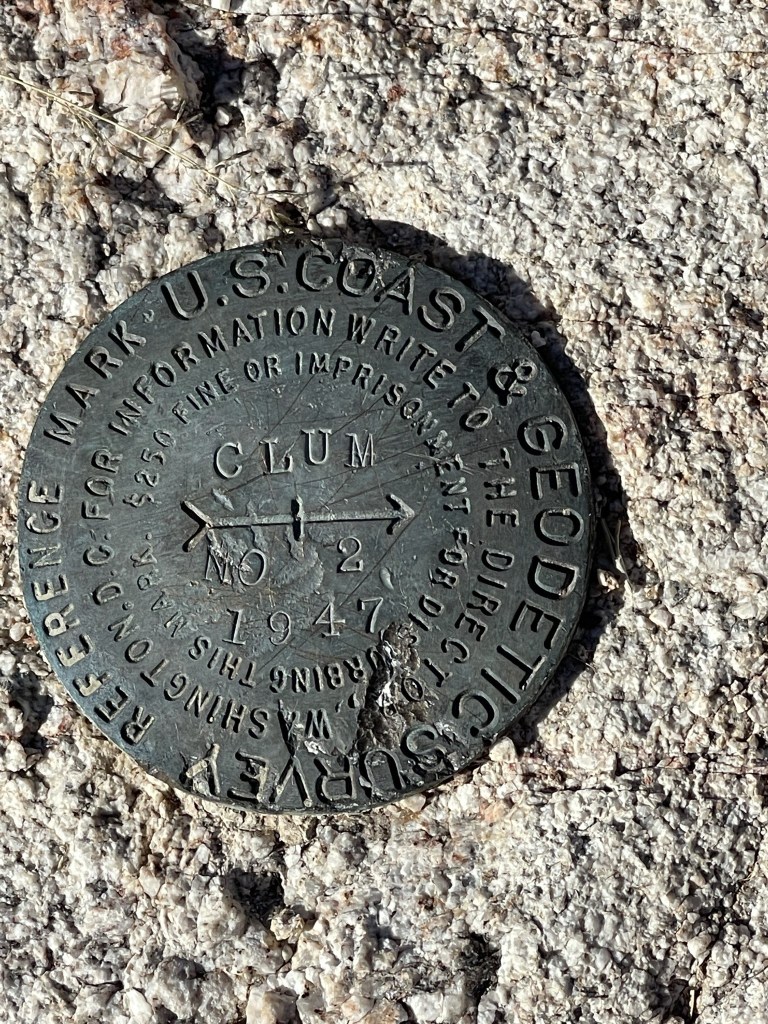 U.S. COAST & GEODETIC SURVEY
REFERENCE MARK
FOR INFORMATION WRITE TO THE DIRECTOR, WASHINGTON, D.C.
$250 FINE OR IMPRISONMENT FOR DISTURBING THIS MARK.
CLUM
NO 2
1947